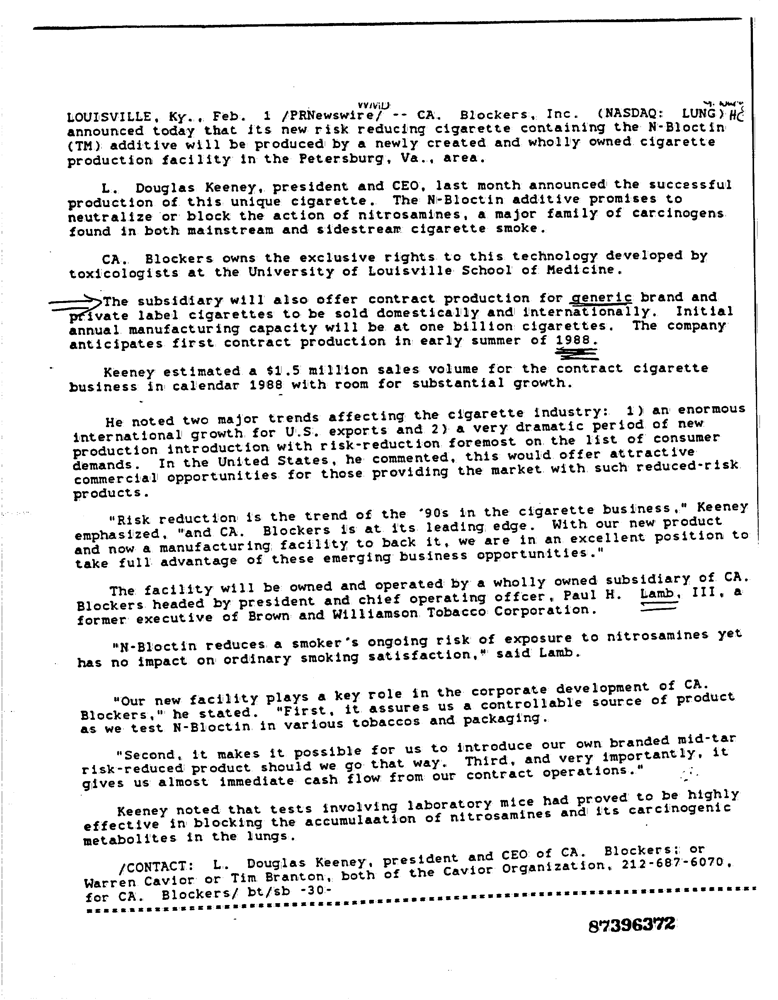 LOUISVILLE, Ky., Feb. 1 /PRNewswire/ -- CA. Blockers, Inc. (NASDAQ: LUNG)
announced today that its new risk reducing cigarette containing the N-Bloctin
(TM) additive will be produced by a newly created and wholly owned cigarette
production facility in the Petersburg, Va., area.
L. Douglas Keeney, president and CEO, last month announced the successful
production of this unique cigarette. The N-Bloctin additive promises to
neutralize or block the action of nitrosamines, a major family of carcinogens
found in both mainstream and sidestream cigarette smoke.
CA. Blockers owns the exclusive rights to this technology developed by
toxicologists at the University of Louisville School of Medicine.
The subsidiary will also offer contract production for generic brand and
private label cigarettes to be sold domestically and internationally. Initial
annual manufacturing capacity will be at one billion cigarettes. The company
anticipates first contract production in early summer of 1988.
Keeney estimated a $1.5 million sales volume for the contract cigarette
business in calendar 1988 with room for substantial growth.
He noted two major trends affecting the cigarette industry: 1) an enormous
international growth for U.S. exports and 2) a very dramatic period of new
production introduction with risk-reduction foremost on the list of consumer
demands. In the United States, he commented, this would offer attractive
commercial opportunities for those providing the market with such reduced-risk
products.
"Risk reduction is the trend of the '90s in the cigarette business," Keeney
emphasized, "and CA. Blockers is at its leading edge. With our new product
and now a manufacturing facility to back it, we are in an excellent position to
take full advantage of these emerging business opportunities."
The facility will be owned and operated by a wholly owned subsidiary of CA.
Blockers headed by president and chief operating offcer, Paul H. Lamb, III, a
former executive of Brown and Williamson Tobacco Corporation.
"N-Bloctin reduces a smoker's ongoing risk of exposure to nitrosamines yet
has no impact on ordinary smoking satisfaction," said Lamb.
"Our new facility plays a key role in the corporate development of CA.
Blockers," he stated. "First, it assures us a controllable source of product
as we test N-Bloctin in various tobaccos and packaging.
"Second, it makes it possible for us to introduce our own branded mid-tar
risk-reduced product should we go that way. Third, and very importantly, it
gives us almost immediate cash flow from our contract operations."
Keeney noted that tests involving laboratory mice had proved to be highly
effective in blocking the accumulaation of nitrosamines and its carcinogenic
metabolites in the lungs.
/CONTACT: L. Douglas Keeney, president and CEO of CA. Blockers; or
Warren Cavior or Tim Branton, both of the Cavior Organization, 212-687-6070,
for CA. Blockers/ bt/sb -30-
87396372